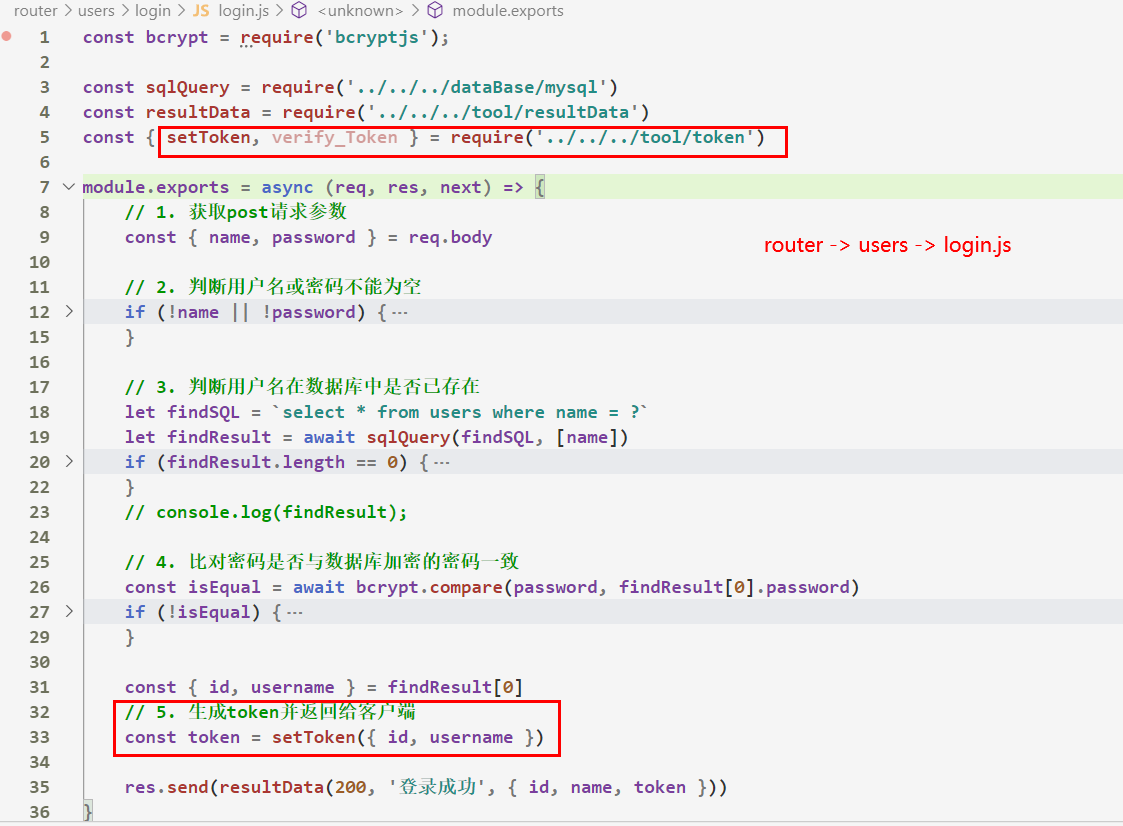 router > users > login > JS login.js > <unknown> > module.exports
1 const bcrypt = require('bcryptjs');
2
3 const sqlQuery = require('../../../dataBase/mysql')
4 const resultData = require('../../../tool/resultData')
5 const { setToken, verify_Token } = require('../../../tool/token')
6
7 module.exports = async (req, res, next) => {
8 // 1. 获取post请求参数
9 const { name, password } = req.body
router -> users -> login.js
10
11 // 2. 判断用户名或密码不能为空
12 if (!name || !password) {···
15 }
16
17 // 3. 判断用户名在数据库中是否已存在
18 let findSQL = `select * from users where name = ?`
19 let findResult = await sqlQuery(findSQL, [name])
20 if (findResult.length == 0) {···
22 }
23 // console.log(findResult);
24
25 // 4. 比对密码是否与数据库加密的密码一致
26 const isEqual = await bcrypt.compare(password, findResult[0].password)
27 if (!isEqual) {···
29 }
30
31 const { id, username } = findResult[0]
32 // 5. 生成token并返回给客户端
33 const token = setToken({ id, username })
34
35 res.send(resultData(200, '登录成功', { id, name, token }))
36 }